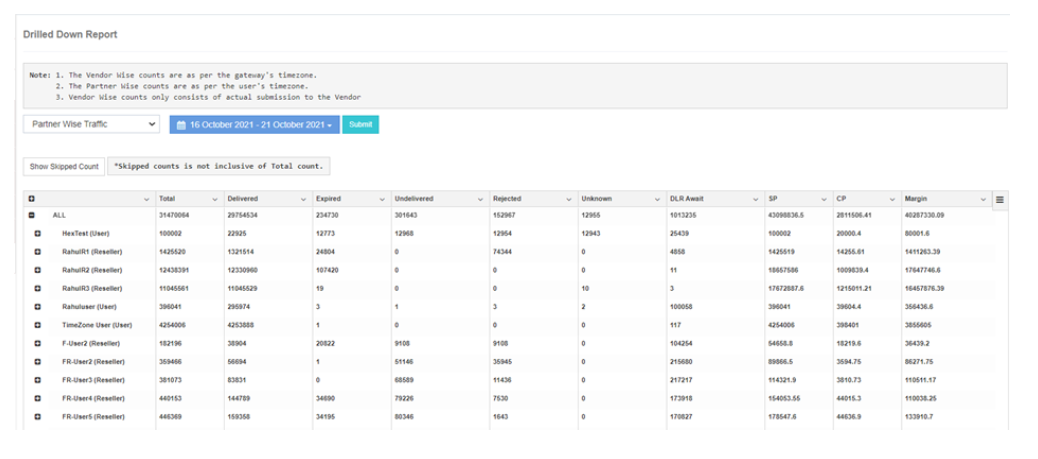 Drilled Down Report
Note: 1. The Vendor Wise counts are as per the gateway's timezone.
2. The Partner Wise counts are as per the user's timezone.
3. Vendor Wise counts only consists of actual submission to the Vendor
Partner Wise Traffic 16 October 2021 - 21 October 2021 Submit
Show Skipped Count *Skipped counts is not inclusive of Total count.
Total Delivered Expired Undelivered Rejected Unknown DLR Await SP CP Margin
ALL 31470064 29754534 234730 301643 152967 12955 1013235 43098836.5 2811506.41 40287330.09
HexTest (User) 100002 22925 12773 12968 12954 12943 25439 100002 20000.4 80001.6
RahulR1 (Reseller) 1425520 1321514 24804 0 74344 0 4858 1425519 14255.61 1411263.39
RahulR2 (Reseller) 12438391 12330960 107420 0 0 0 11 18657586 1009839.4 17647746.6
RahulR3 (Reseller) 11045561 11045529 19 0 0 10 3 17672887.6 1215011.21 16457876.39
Rahuluser (User) 396041 295974 3 1 3 2 100058 396041 39604.4 356436.6
TimeZone User (User) 4254006 4253888 1 0 0 0 117 4254006 398401 3855605
F-User2 (Reseller) 182196 38904 20822 9108 9108 0 104254 54658.8 18219.6 36439.2
FR-User2 (Reseller) 359466 56694 1 51146 35945 0 215680 89866.5 3594.75 86271.75
FR-User3 (Reseller) 381073 83831 0 68589 11436 0 217217 114321.9 3810.73 110511.17
FR-User4 (Reseller) 440153 144789 34690 79226 7530 0 173918 154053.55 44015.3 110038.25
FR-User5 (Reseller) 446369 159358 34195 80346 1643 0 170827 178547.6 44636.9 133910.7